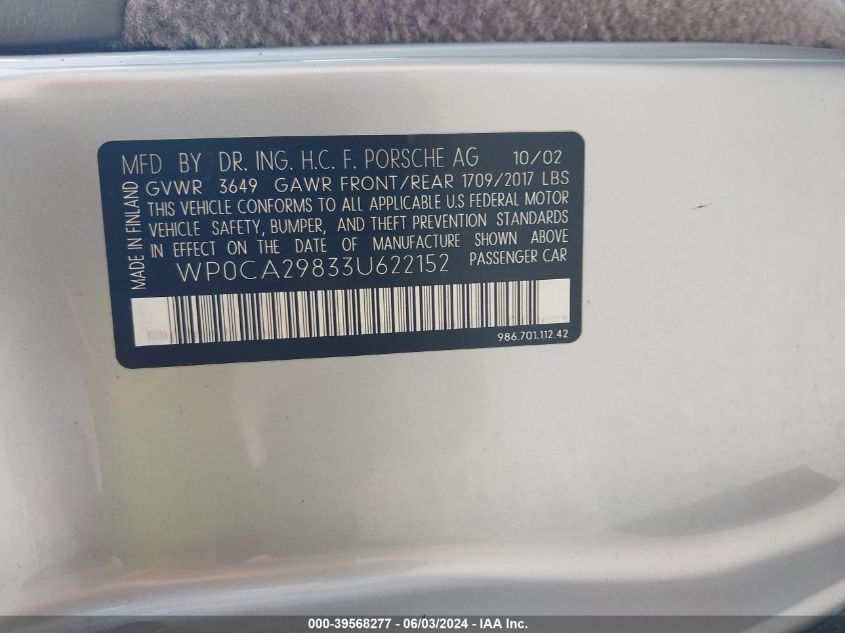 MFD BY DR. ING. H.C. F. PORSCHE AG 10/02
GVWR 3649 GAWR FRONT/REAR 1709/2017 LBS
THIS VEHICLE CONFORMS TO ALL APPLICABLE U.S FEDERAL MOTOR
VEHICLE SAFETY, BUMPER, AND THEFT PREVENTION STANDARDS
IN EFFECT ON THE DATE OF MANUFACTURE SHOWN ABOVE
WP0CA29833U622152 PASSENGER CAR
MADE IN FINLAND
986.701.112.42
000-39568277 - 06/03/2024 - IAAI - COPART